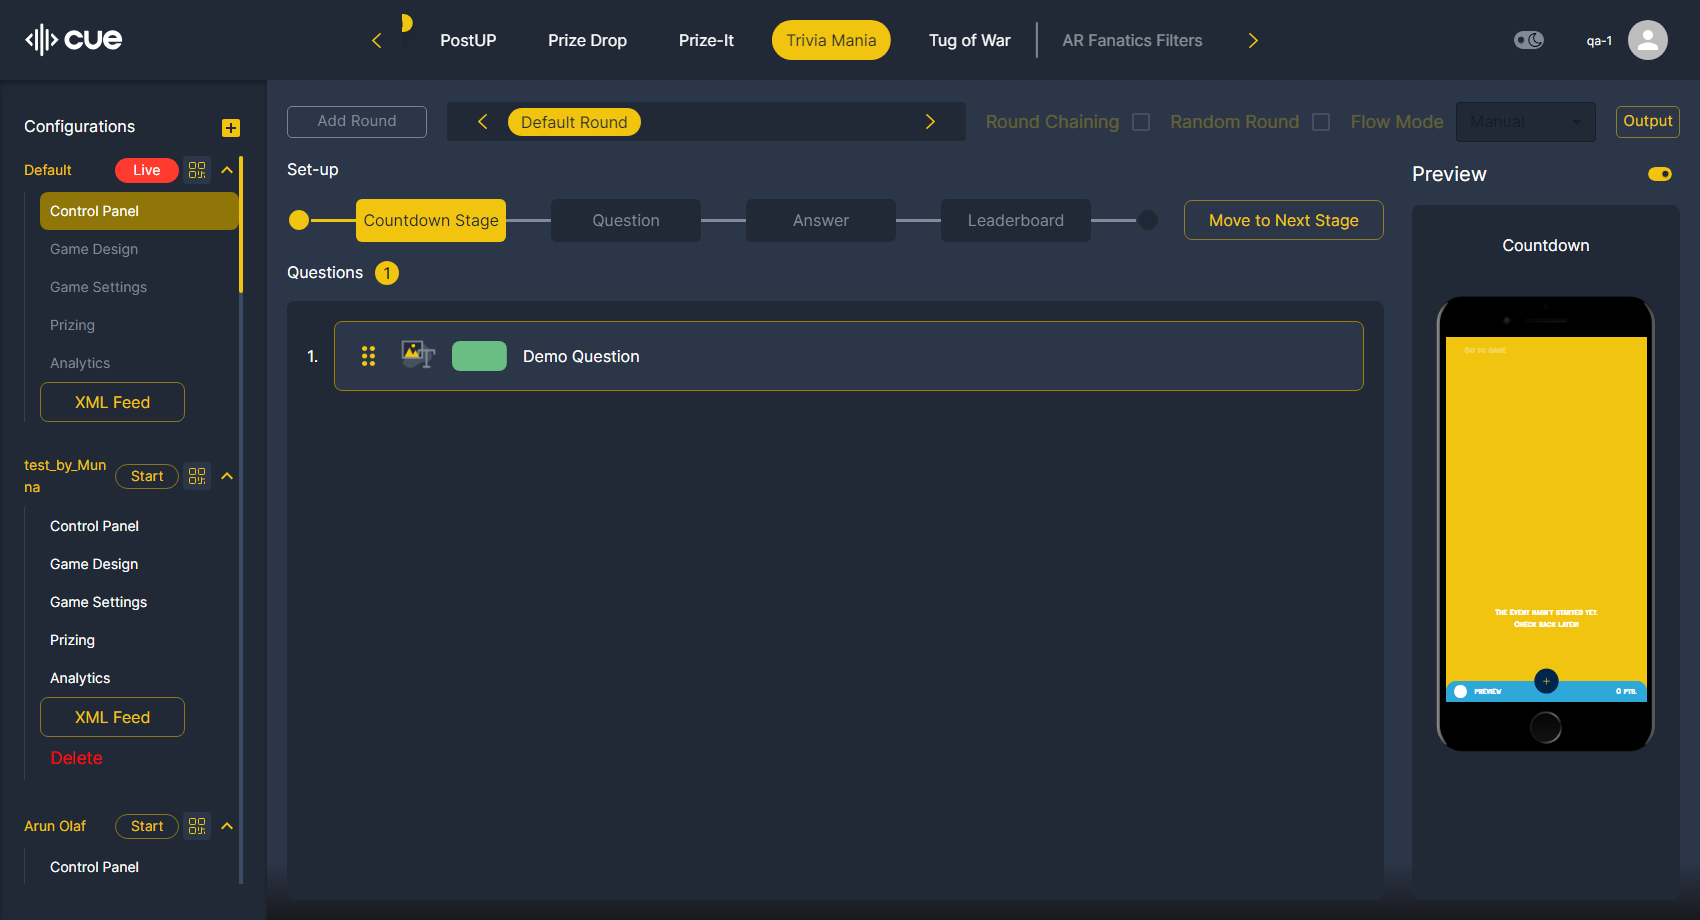 cue
PostUP
Prize Drop
Prize-It
Trivia Mania
Tug of War
AR Fanatics Filters
qa-1
Configurations
Default
Live
Control Panel
Game Design
Game Settings
Prizing
Analytics
XML Feed
test_by_Mun
na
Start
Control Panel
Game Design
Game Settings
Prizing
Analytics
XML Feed
Delete
Arun Olaf
Start
Control Panel
Add Round
Default Round
Round Chaining
Random Round
Flow Mode
Manual
Output
Set-up
Countdown Stage
Question
Answer
Leaderboard
Move to Next Stage
Questions 1
1.
Demo Question
Preview
Countdown
GO TO GAME
The Event hasn't started yet.
Check back later!
PREVIEW
0 PTS.